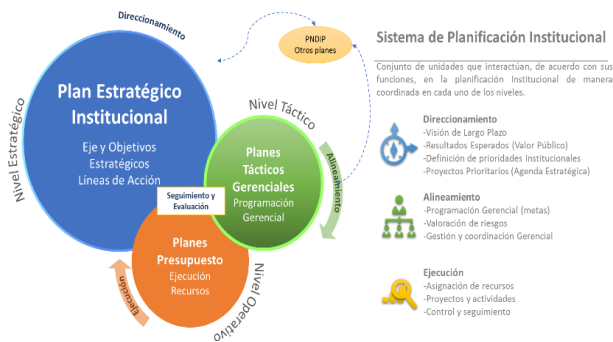 Direccionamiento
PNDIP
Otros planes
Nivel Estratégico
Plan Estratégico
Institucional
Eje y Objetivos
Estratégicos
Líneas de Acción
Nivel Táctico
Planes
Tácticos
Gerenciales
Programación
Gerencial
Alineamiento
Seguimiento y
Evaluación
Planes
Presupuesto
Ejecución
Recursos
Nivel Operativo
Ejecución
Sistema de Planificación Institucional
Conjunto de unidades que interactúan, de acuerdo con sus
funciones, en la planificación Institucional de manera
coordinada en cada uno de los niveles.
Direccionamiento
-Visión de Largo Plazo
-Resultados Esperados (Valor Público)
-Definición de prioridades Institucionales
-Proyectos Prioritarios (Agenda Estratégica)
Alineamiento
-Programación Gerencial (metas)
-Valoración de riesgos
-Gestión y coordinación Gerencial
Ejecución
-Asignación de recursos
-Proyectos y actividades
-Control y seguimiento